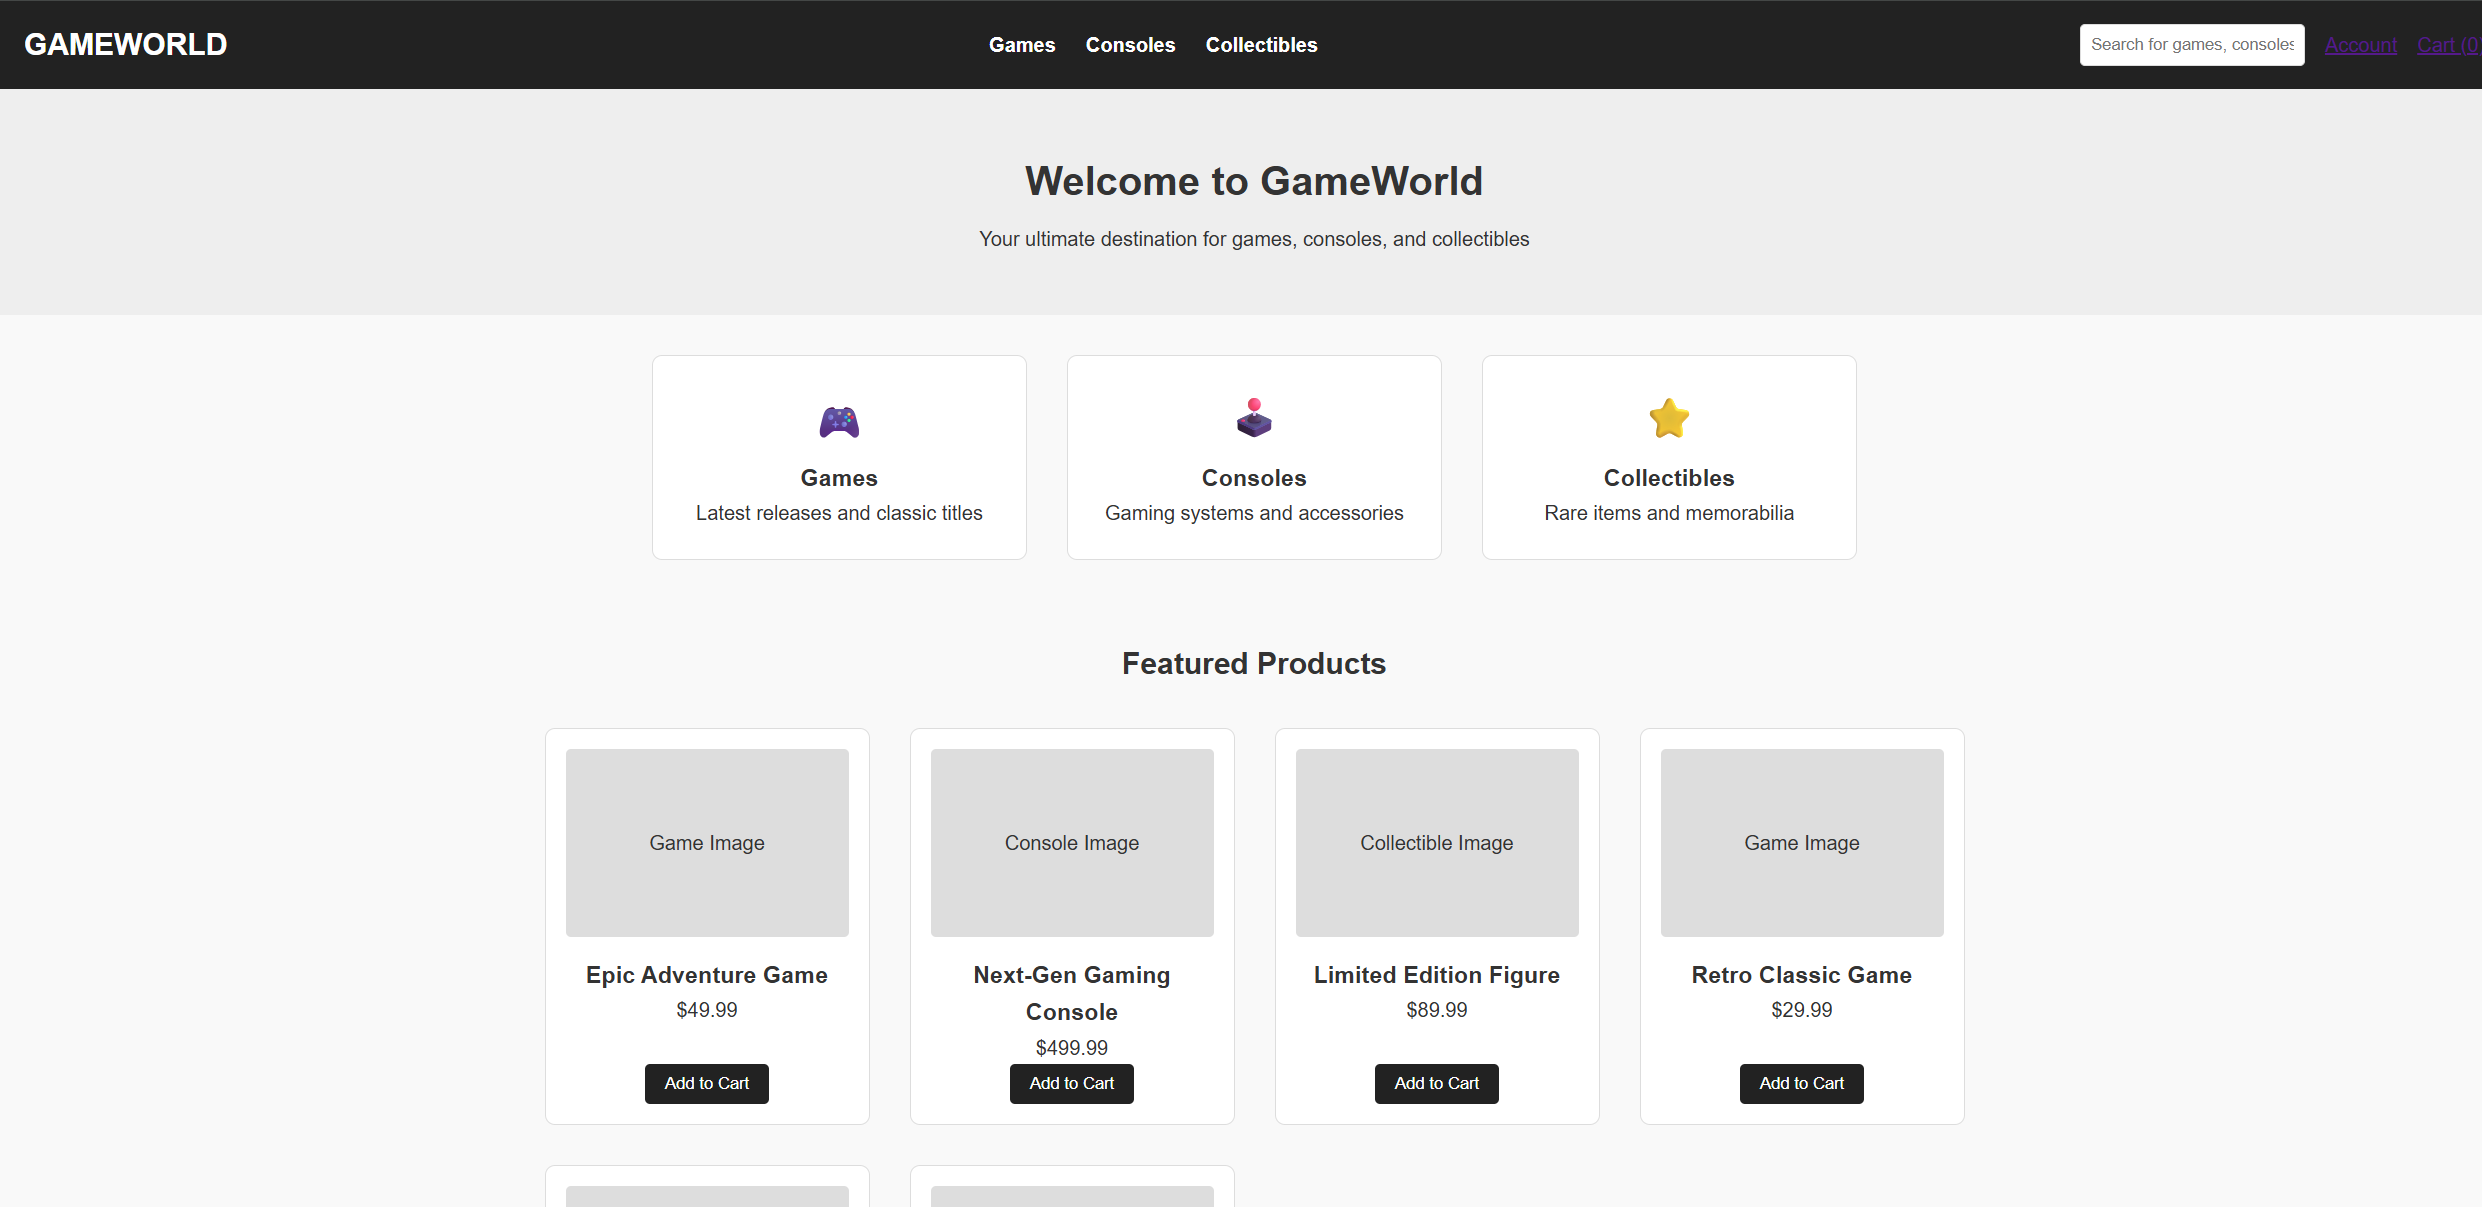 GAMEWORLD
Games Consoles Collectibles
Search for games, consoles
Account Cart (0
Welcome to GameWorld
Your ultimate destination for games, consoles, and collectibles
Games
Latest releases and classic titles
Consoles
Gaming systems and accessories
Collectibles
Rare items and memorabilia
Featured Products
Game Image
Epic Adventure Game
$49.99
Add to Cart
Console Image
Next-Gen Gaming
Console
$499.99
Add to Cart
Collectible Image
Limited Edition Figure
$89.99
Add to Cart
Game Image
Retro Classic Game
$29.99
Add to Cart